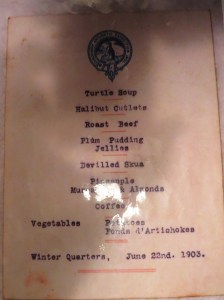 Turtle Soup
Halibut Cutlets
Roast Beef
Plum Pudding
Jellies
Devilled Skua
Pineapple
Almonds
Coffee
Vegetables Potatoes
Fonds d'Artichokes
Winter Quarters, June 22nd. 1903.